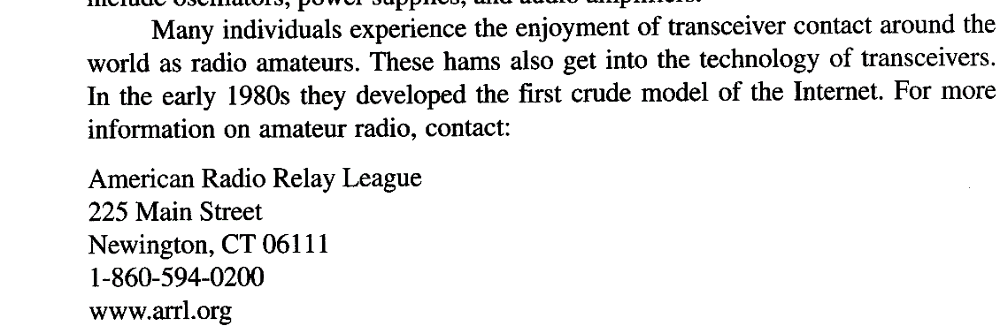 include oscillators, power supplies, and audio amplifiers.
Many individuals experience the enjoyment of transceiver contact around the
world as radio amateurs. These hams also get into the technology of transceivers.
In the early 1980s they developed the first crude model of the Internet. For more
information on amateur radio, contact:
American Radio Relay League
225 Main Street
Newington, CT 06111
1-860-594-0200
www.arrl.org